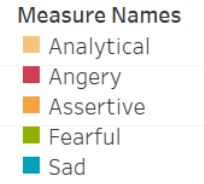 Measure Names
Analytical
Angery
Assertive
Fearful
Sad